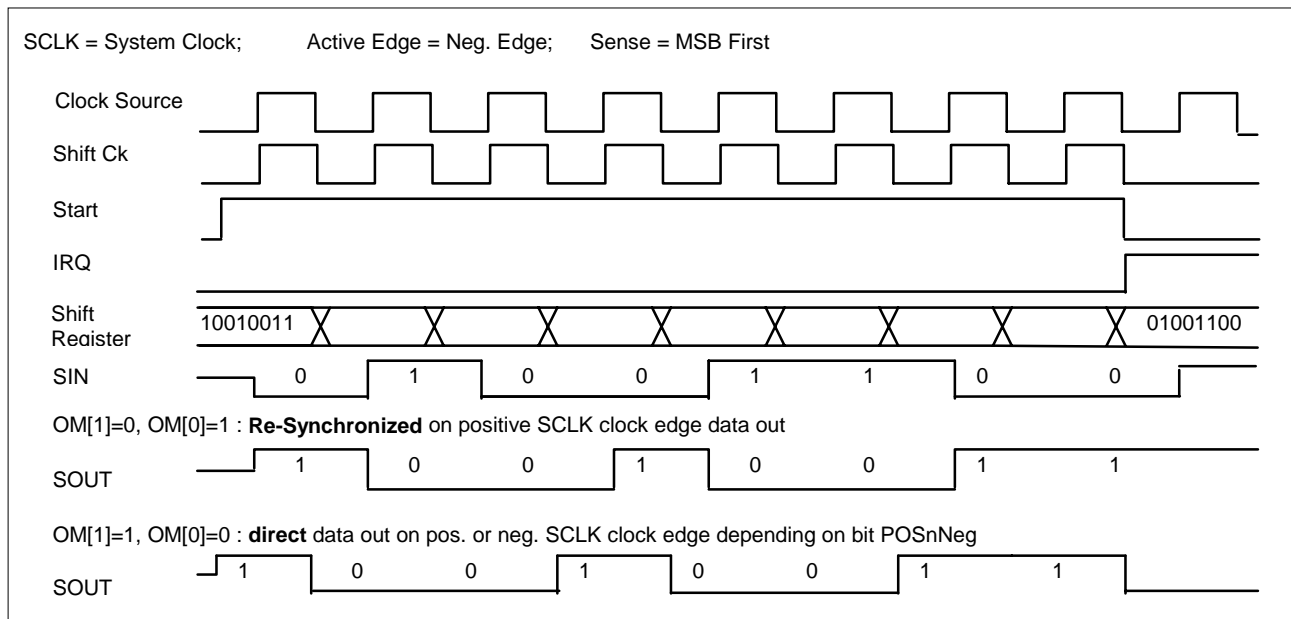 SCLK = System Clock; Active Edge = Neg. Edge; Sense = MSB First
Clock Source
Shift Ck
Start
IRQ
Shift
Register
10010011
01001100
SIN
0 1 0 0 1 1 0 0
OM[1]=0, OM[0]=1 : Re-Synchronized on positive SCLK clock edge data out
SOUT
1 0 0 1 0 0 1 1
OM[1]=1, OM[0]=0 : direct data out on pos. or neg. SCLK clock edge depending on bit POSnNeg
SOUT
1 0 0 1 0 0 1 1